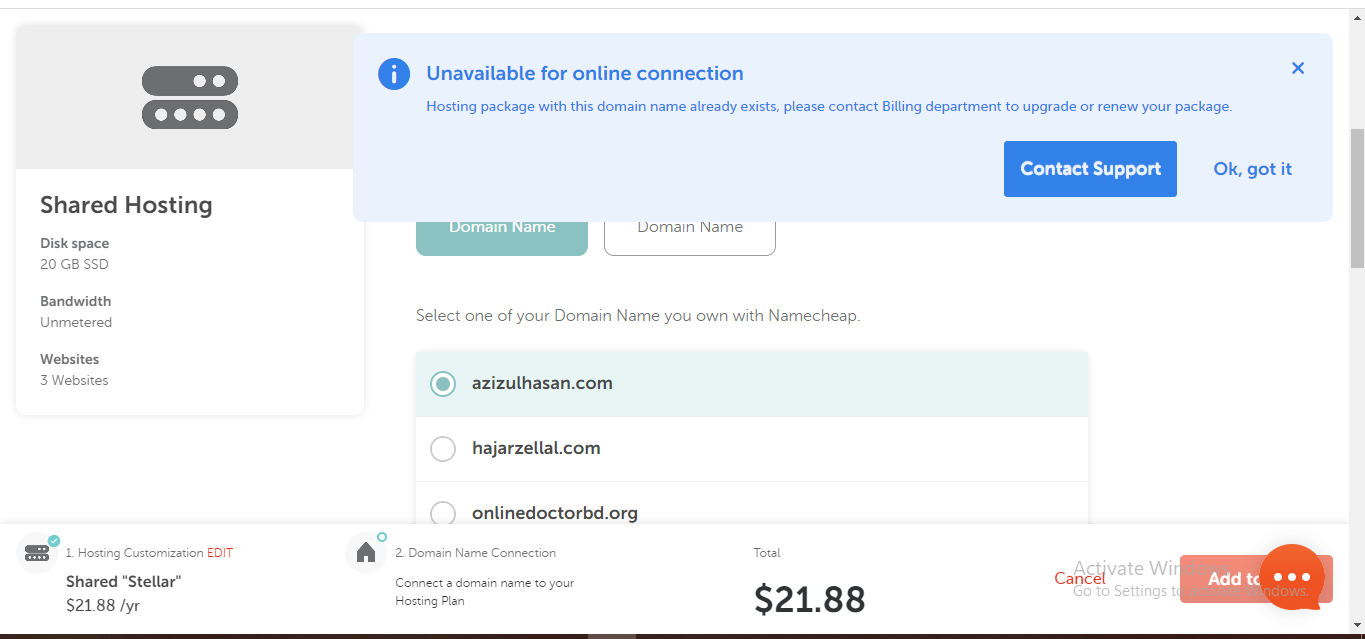 Unavailable for online connection
Hosting package with this domain name already exists, please contact Billing department to upgrade or renew your package.
Contact Support
Ok, got it
Shared Hosting
Disk space
20 GB SSD
Bandwidth
Unmetered
Websites
3 Websites
Domain Name
Domain Name
Select one of your Domain Name you own with Namecheap.
azizulhasan.com
hajarzellal.com
onlinedoctorbd.org
1. Hosting Customization EDIT
Shared "Stellar"
$21.88 /yr
2. Domain Name Connection
Connect a domain name to your
Hosting Plan
Total
$21.88
Cancel
Add to
Activate Windows
Go to Settings to activate Windows.